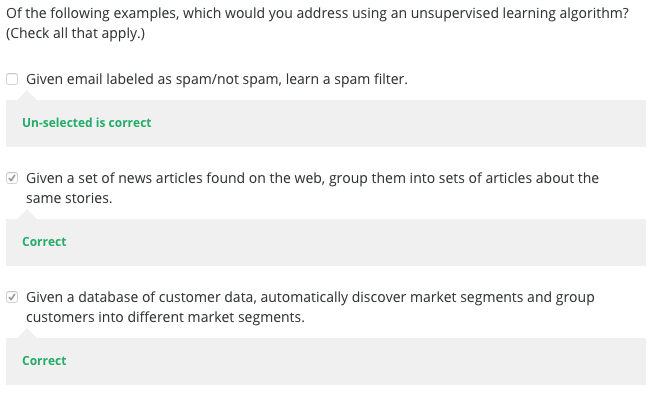 Of the following examples, which would you address using an unsupervised learning algorithm?
(Check all that apply.)
Given email labeled as spam/not spam, learn a spam filter.
Un-selected is correct
Given a set of news articles found on the web, group them into sets of articles about the
same stories.
Correct
Given a database of customer data, automatically discover market segments and group
customers into different market segments.
Correct